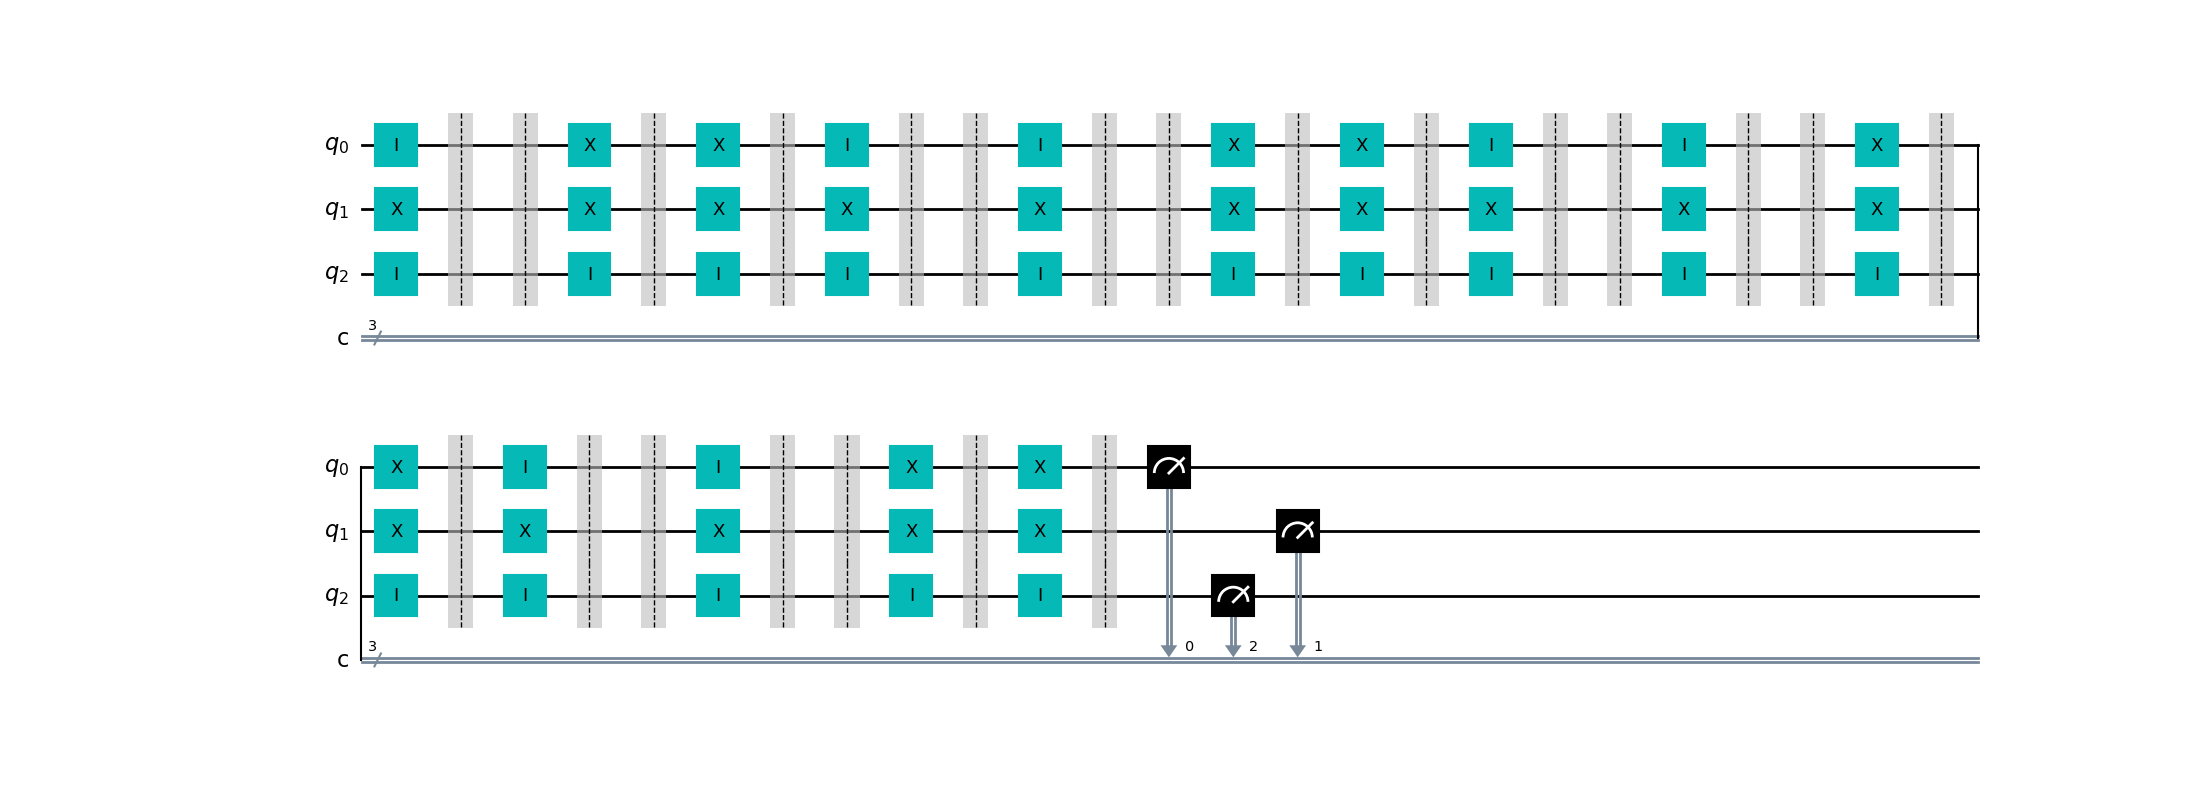 q0 I X X I I X X I I X
q1 X X X X X X X X X X
q2 I I I I I I I I I I
c 3
q0 X I I X X
q1 X X X X X
q2 I I I I I
c 3 0 2 1